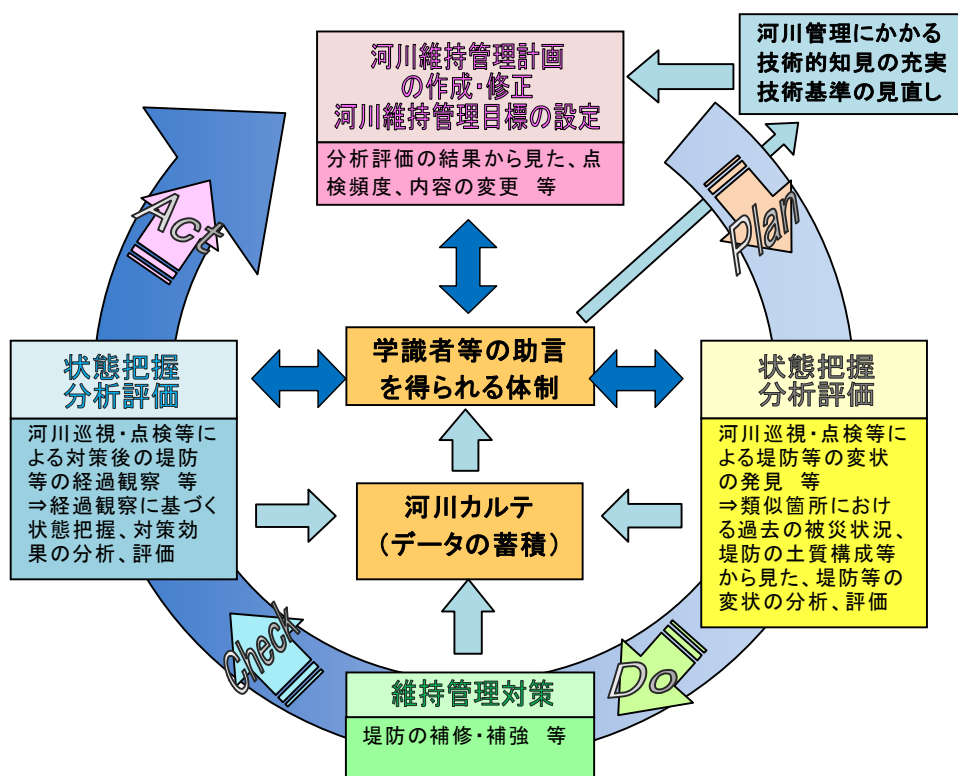 河川維持管理計画
の作成・修正
河川維持管理目標の設定
分析評価の結果から見た、点
検頻度、内容の変更 等
河川管理にかかる
技術的知見の充実
技術基準の見直し
Act
Plan
学識者等の助言
を得られる体制
状態把握
分析評価
河川巡視・点検等によ
る対策後の堤防
等の経過観察 等
⇒経過観察に基づく
状態把握、対策効
果の分析、評価
河川カルテ
（データの蓄積）
状態把握
分析評価
河川巡視・点検等に
よる堤防等の変状
の発見 等
⇒類似箇所におけ
る過去の被災状況、
堤防の土質構成等
から見た、堤防等の
変状の分析、評価
Check
Do
維持管理対策
堤防の補修・補強 等